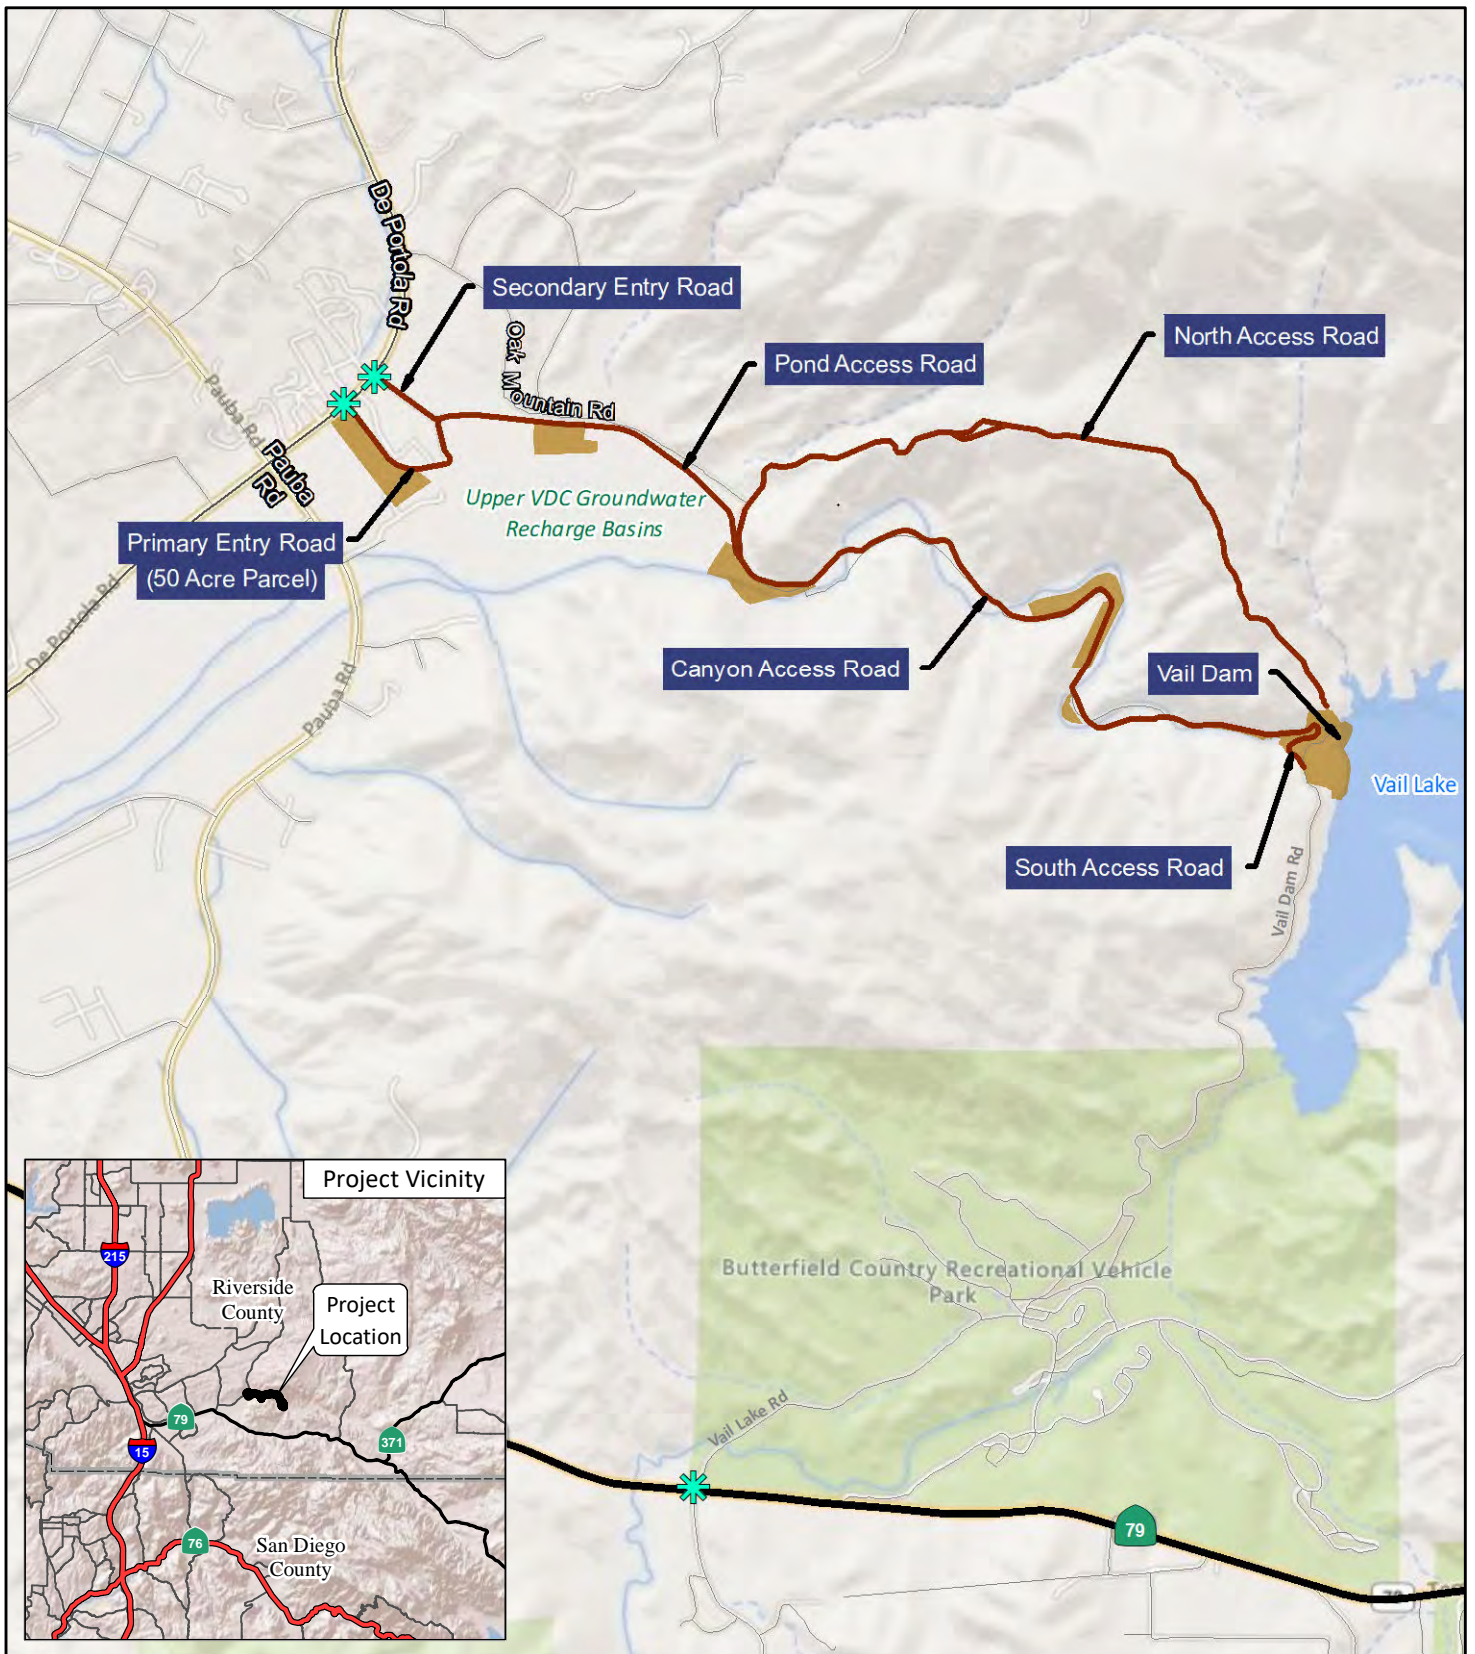 De Portola Rd
Secondary Entry Road
Oak Mountain Rd
Pond Access Road
North Access Road
Pauba Rd
Pauba
Rd
Upper VDC Groundwater
Recharge Basins
Primary Entry Road
(50 Acre Parcel)
De Portola Rd
Pauba Rd
Canyon Access Road
Vail Dam
Vail Lake
South Access Road
Vail Dam Rd
Butterfield Country Recreational Vehicle
Park
Vail Lake Rd
79
Project Vicinity
215
Riverside
County
Project
Location
79
371
15
76
San Diego
County